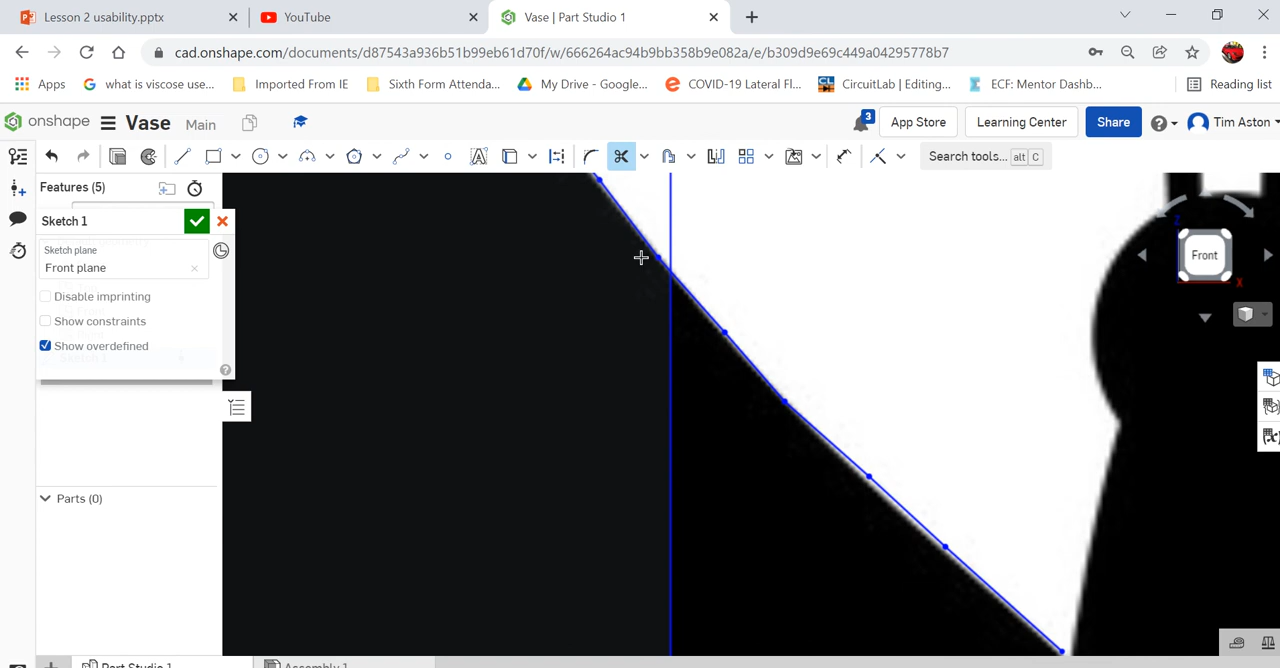 Lesson 2 usability.pptx
YouTube
Vase | Part Studio 1
cad.onshape.com/documents/d87543a936b51b99eb61d70f/w/666264ac94b9bb358b9e082a/e/b309d9e69c449a04295778b7
Apps
what is viscose use...
Imported From IE
Sixth Form Attenda...
My Drive - Google...
COVID-19 Lateral Fl...
CL
CircuitLab | Editing...
ECF: Mentor Dashb...
Reading list
onshape
Vase
Main
3
App Store
Learning Center
Share
Tim Aston
Search tools... alt C
Features (5)
Sketch 1
Sketch plane
Front plane
Disable imprinting
Show constraints
Show overdefined
Parts (0)
Z
Front
X
Part Studio 1
Assembly 1